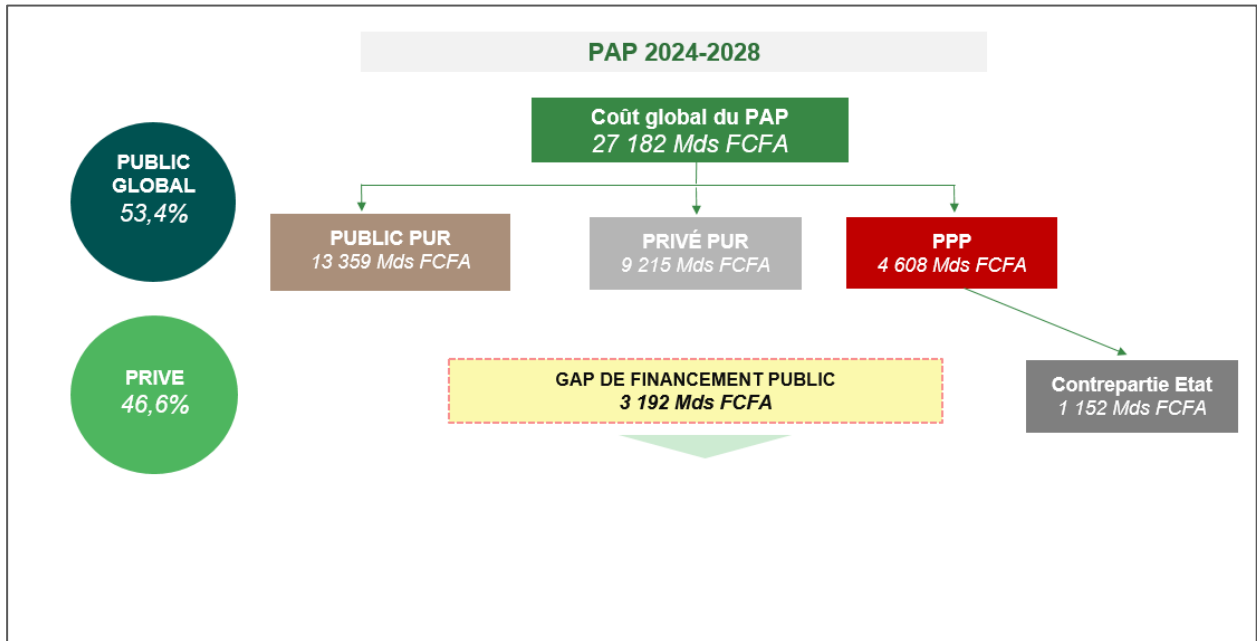 PAP 2024-2028
Coût global du PAP
27 182 Mds FCFA
PUBLIC
GLOBAL
53,4%
PUBLIC PUR
13 359 Mds FCFA
PRIVÉ PUR
9 215 Mds FCFA
PPP
4 608 Mds FCFA
PRIVE
46,6%
GAP DE FINANCEMENT PUBLIC
3 192 Mds FCFA
Contrepartie Etat
1 152 Mds FCFA